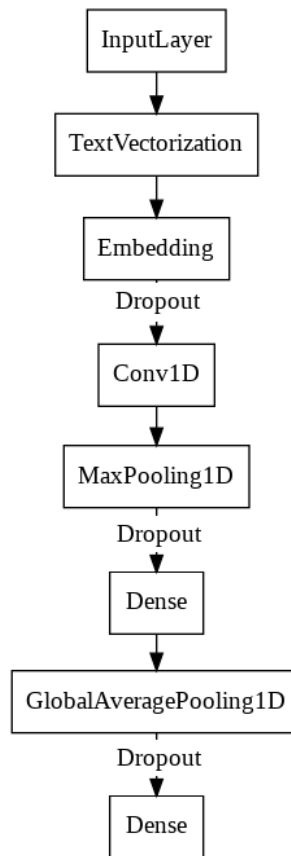 InputLayer
TextVectorization
Embedding
Dropout
Conv1D
MaxPooling1D
Dropout
Dense
GlobalAveragePooling1D
Dropout
Dense